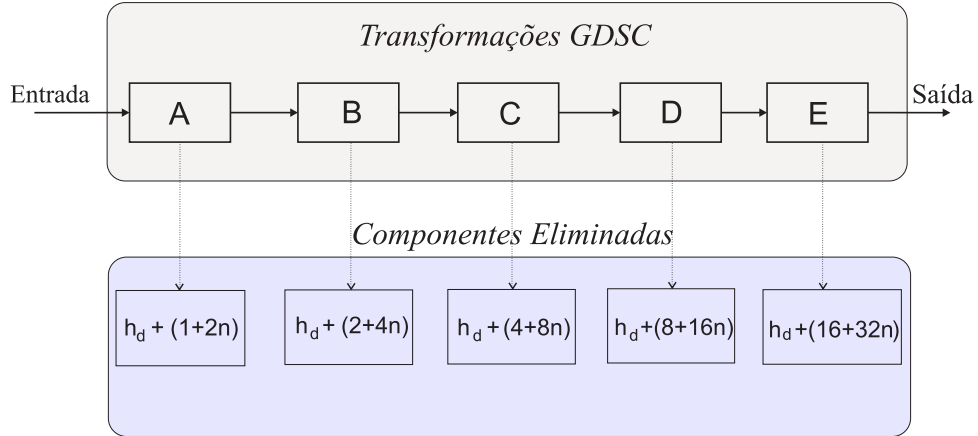 Transformações GDSC
Entrada
A
B
C
D
E
Saída
Componentes Eliminadas
h_d + (1+2n)
h_d + (2+4n)
h_d + (4+8n)
h_d+(8+16n)
h_d+(16+32n)